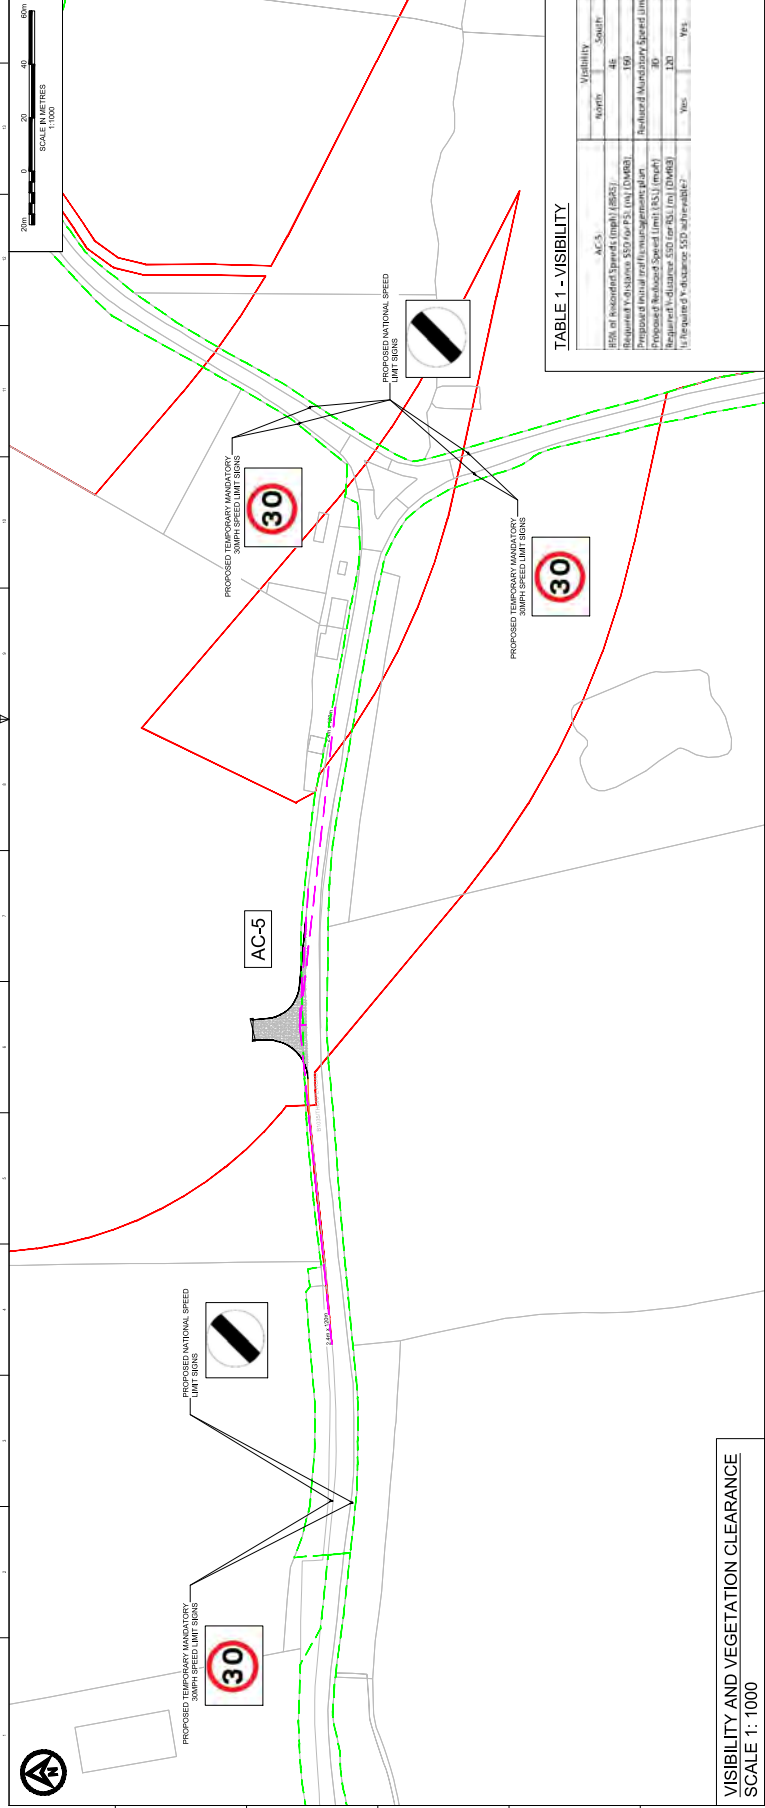 VISIBILITY AND VEGETATION CLEARANCE
SCALE 1: 1000
N
PROPOSED TEMPORARY MANDATORY
30MPH SPEED LIMIT SIGNS
30
PROPOSED NATIONAL SPEED
LIMIT SIGNS
2.4m x 120m
AC-5
PROPOSED TEMPORARY MANDATORY
30MPH SPEED LIMIT SIGNS
30
PROPOSED NATIONAL SPEED
LIMIT SIGNS
PROPOSED TEMPORARY MANDATORY
30MPH SPEED LIMIT SIGNS
30
20m 0 20 40 60m
SCALE IN METRES
1:1000
TABLE 1 - VISIBILITY
AC-5 Visibility
North South
85% of Recorded Speeds (mph) (85RS) 48
Required Y-distance SSD for PSL (m) (DMRB) 160
Proposed initial traffic management plan Reduced Mandatory Speed Limit
Proposed Reduced Speed Limit (RSL) (mph) 30
Required Y-distance SSD for RSL (m) (DMRB) 120
Is Required Y-distance SSD achievable? Yes Yes